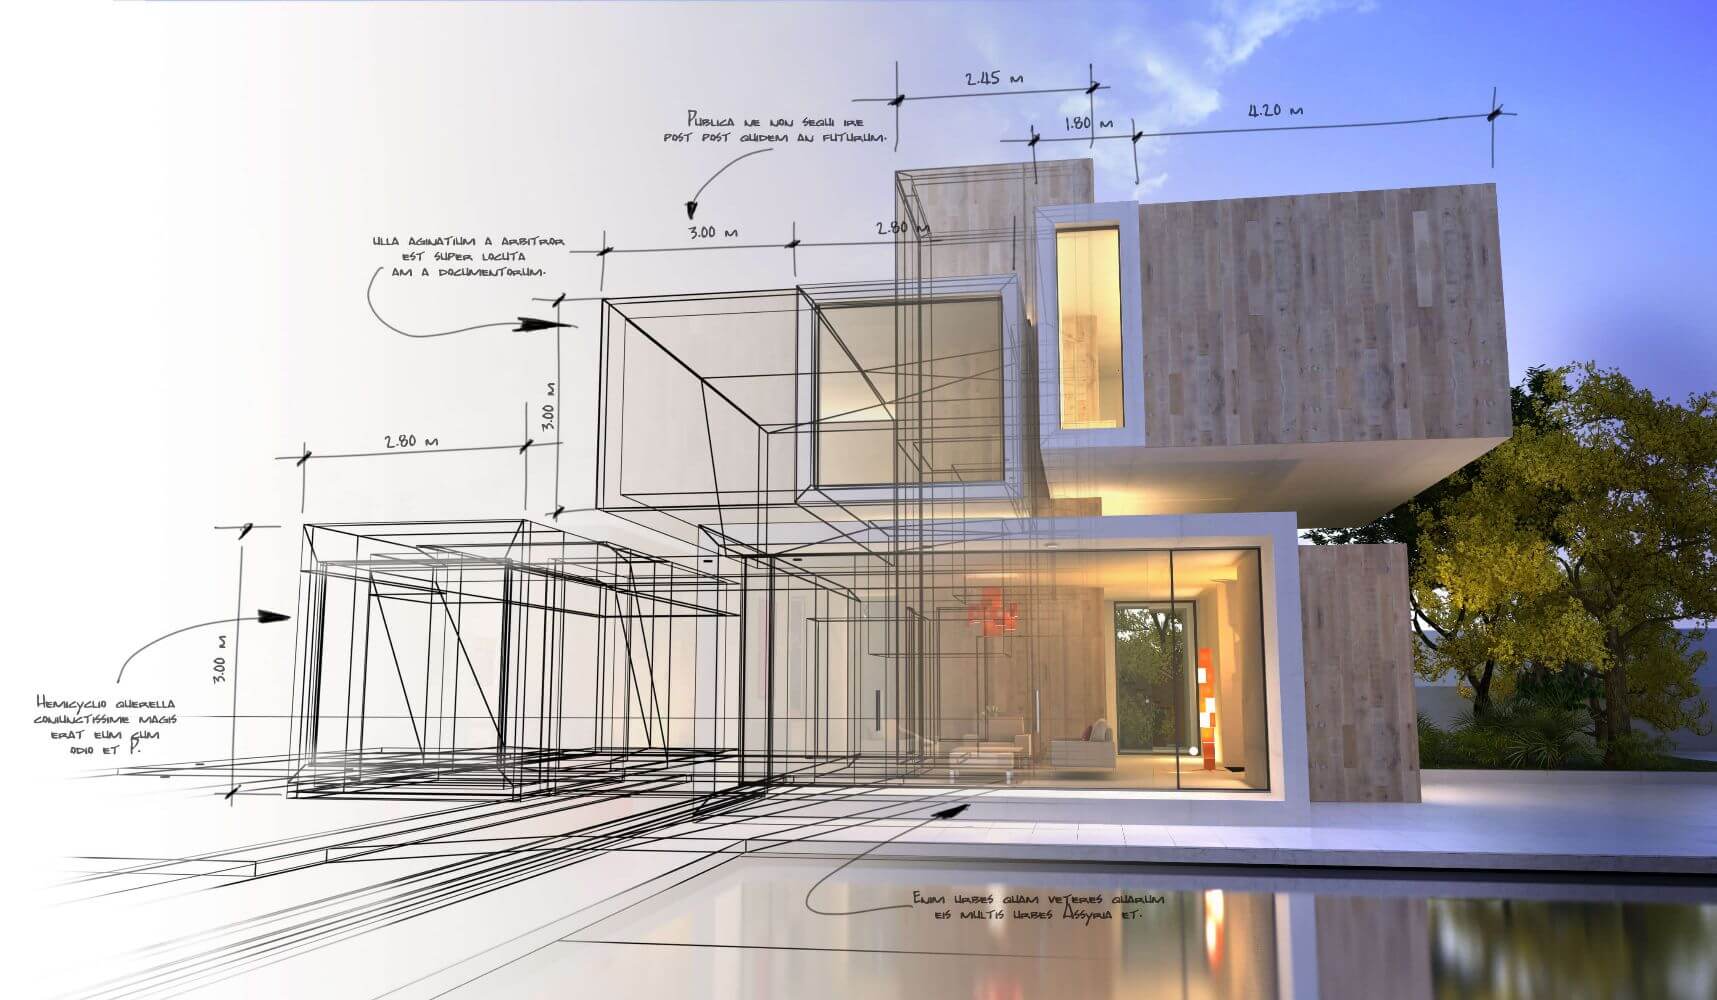 2.45 m
1.80 m
4.20 m
Publica ne non sequi ire
post post quidem an futurum.
3.00 m
2.80 m
Ulla aginatium a arbitror
est super locuta
am a documentorum.
3.00 m
2.80 m
3.00 m
Hemicyclio querella
coniunctissime magis
erat eum cum
odio et P.
Enim urbes quam veteres quarum
eis multis urbes Assyria et.